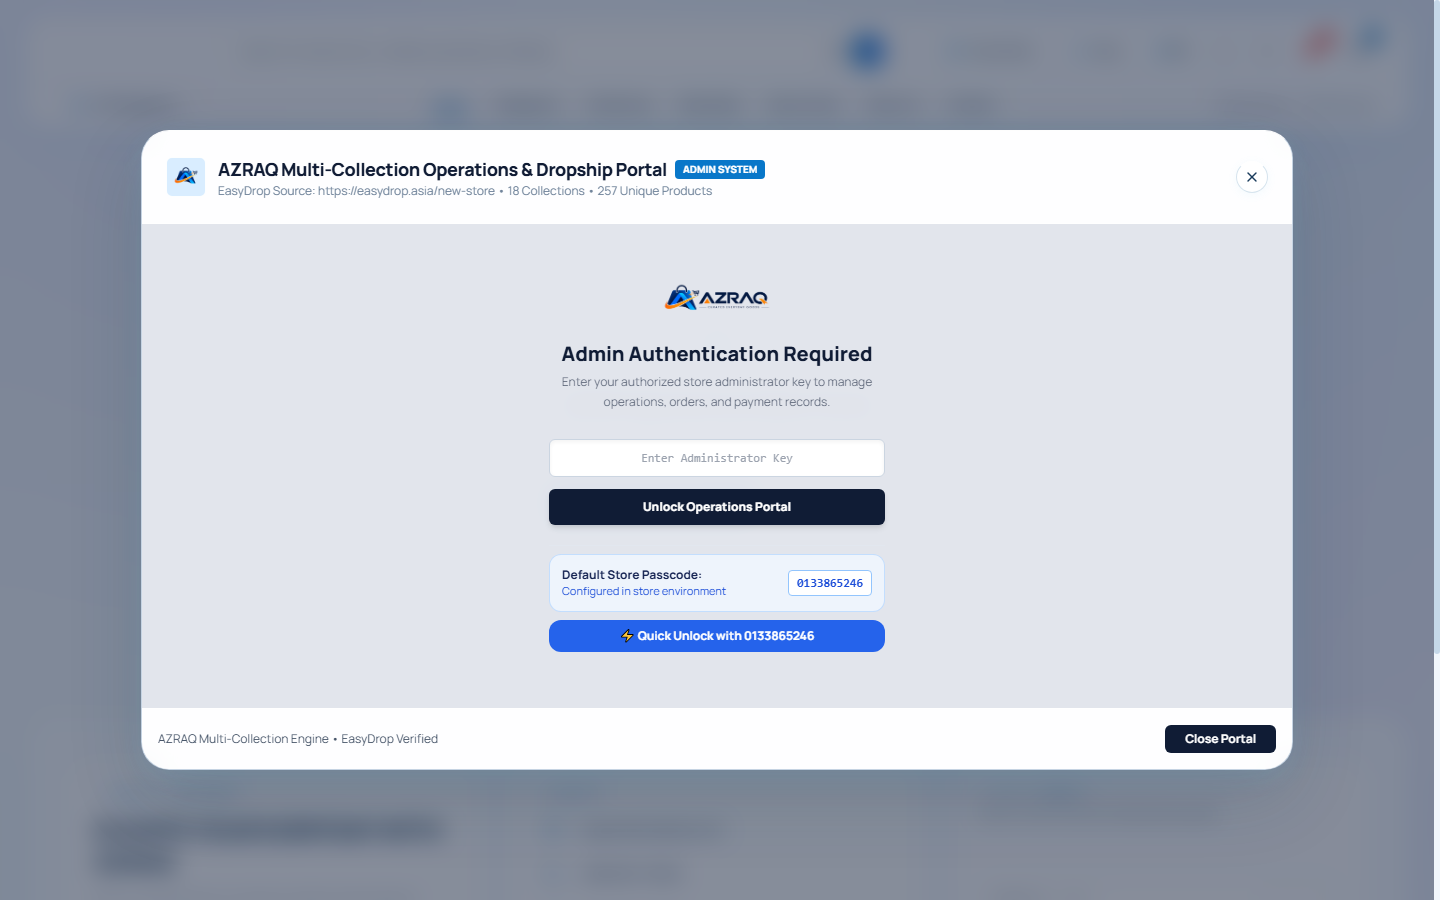 AZRAQ Multi-Collection Operations & Dropship Portal ADMIN SYSTEM
EasyDrop Source: https://easydrop.asia/new-store • 18 Collections • 257 Unique Products
AZRAQ
Admin Authentication Required
Enter your authorized store administrator key to manage
operations, orders, and payment records.
Enter Administrator Key
Unlock Operations Portal
Default Store Passcode:
Configured in store environment
0133865246
⚡ Quick Unlock with 0133865246
AZRAQ Multi-Collection Engine • EasyDrop Verified
Close Portal